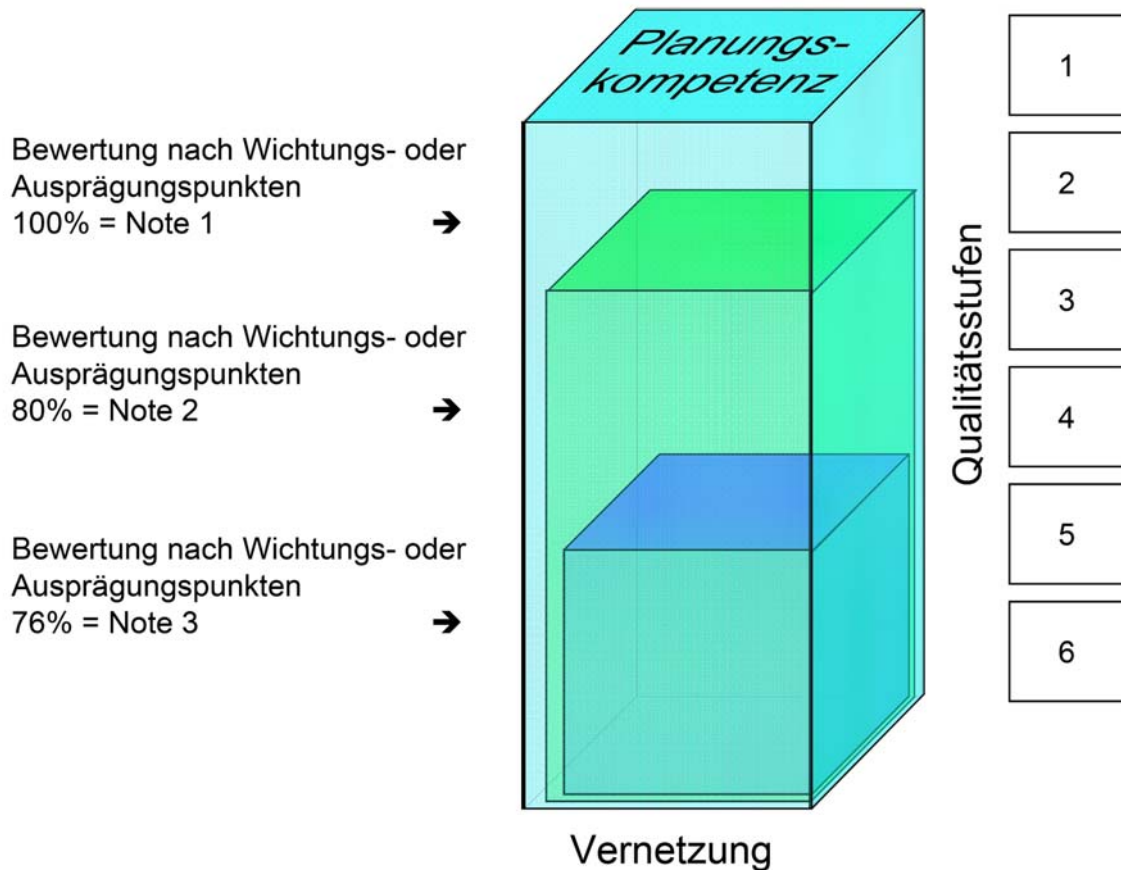 Planungs-
kompetenz
Bewertung nach Wichtungs- oder
Ausprägungspunkten
100% = Note 1 ➔
Bewertung nach Wichtungs- oder
Ausprägungspunkten
80% = Note 2 ➔
Bewertung nach Wichtungs- oder
Ausprägungspunkten
76% = Note 3 ➔
Qualitätsstufen
1
2
3
4
5
6
Vernetzung